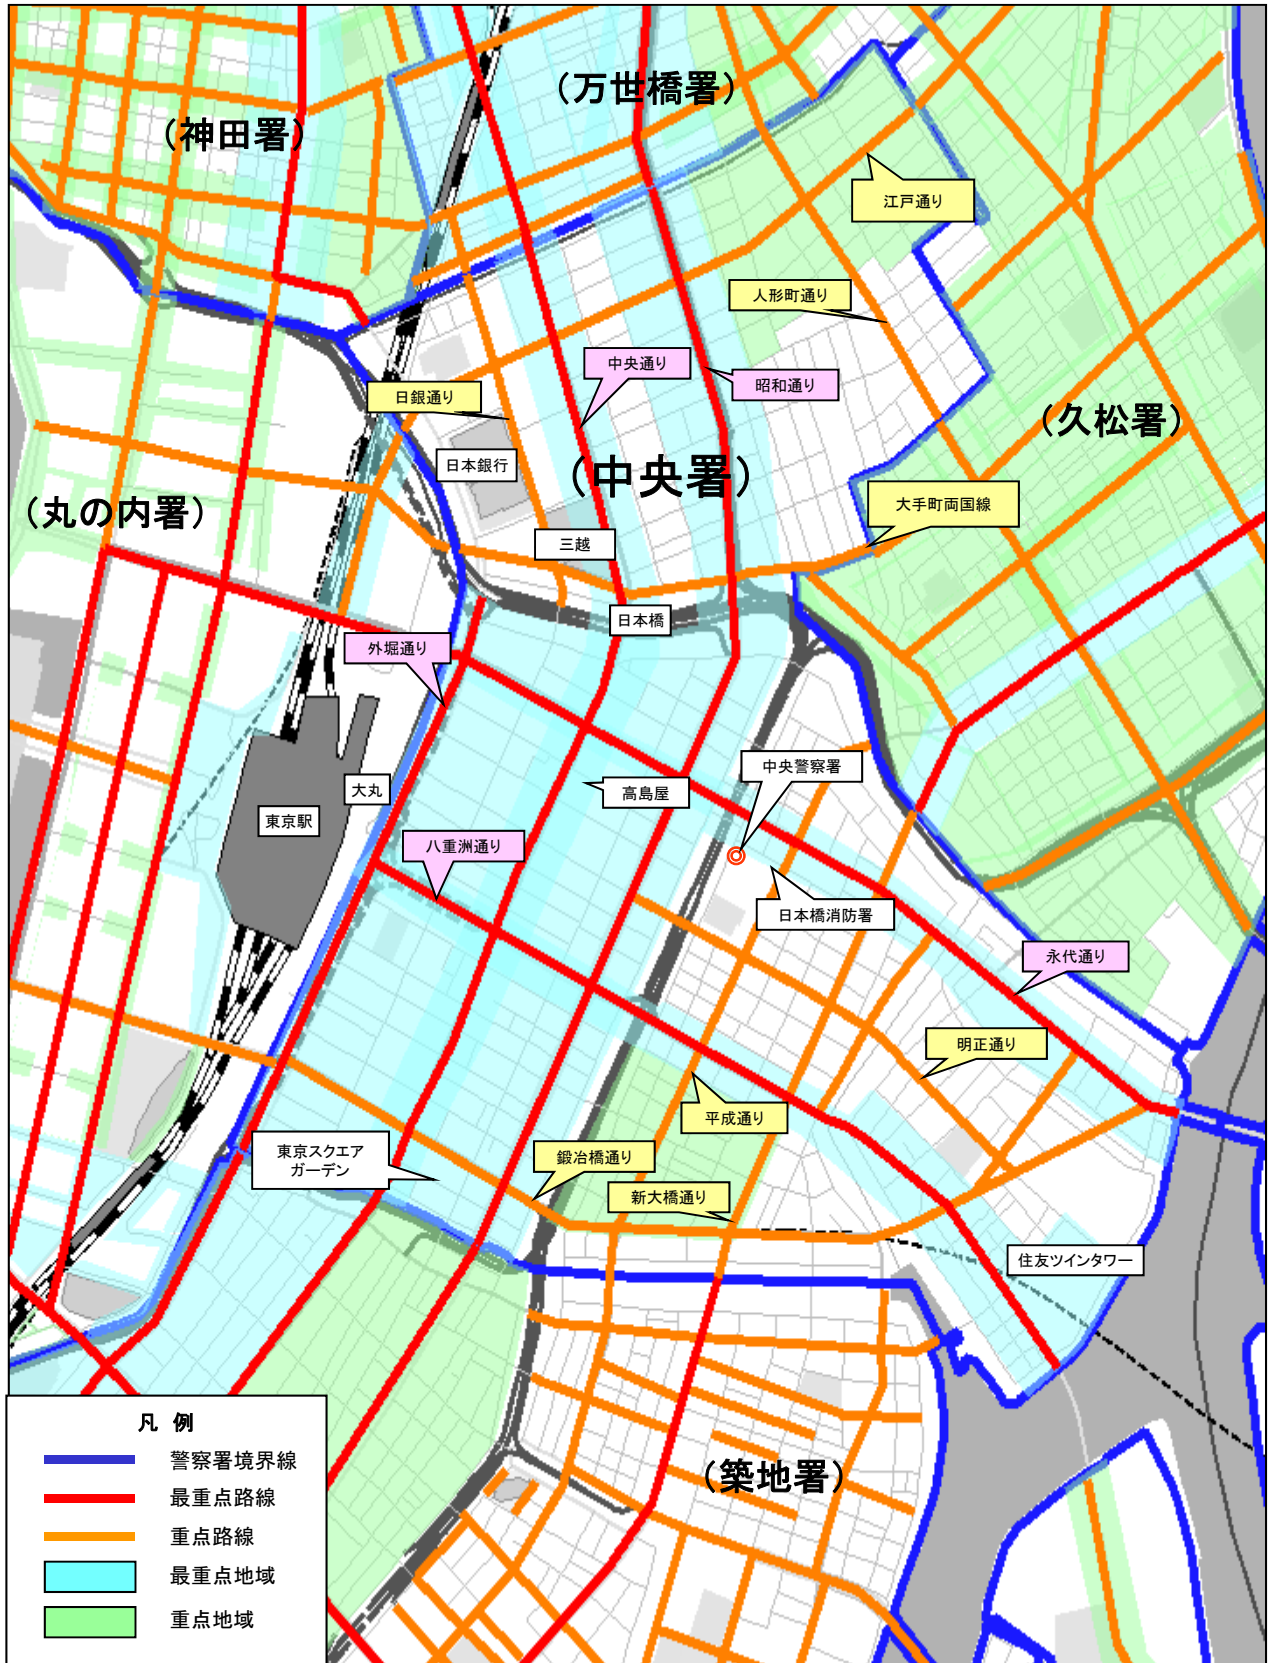 (万世橋署)
(神田署)
江戸通り
人形町通り
中央通り
昭和通り
日銀通り
(久松署)
日本銀行
(中央署)
大手町両国線
(丸の内署)
三越
日本橋
外堀通り
中央警察署
大丸
高島屋
東京駅
八重洲通り
日本橋消防署
永代通り
明正通り
平成通り
東京スクエア
ガーデン
鍛冶橋通り
新大橋通り
住友ツインタワー
(築地署)
凡 例
警察署境界線
最重点路線
重点路線
最重点地域
重点地域